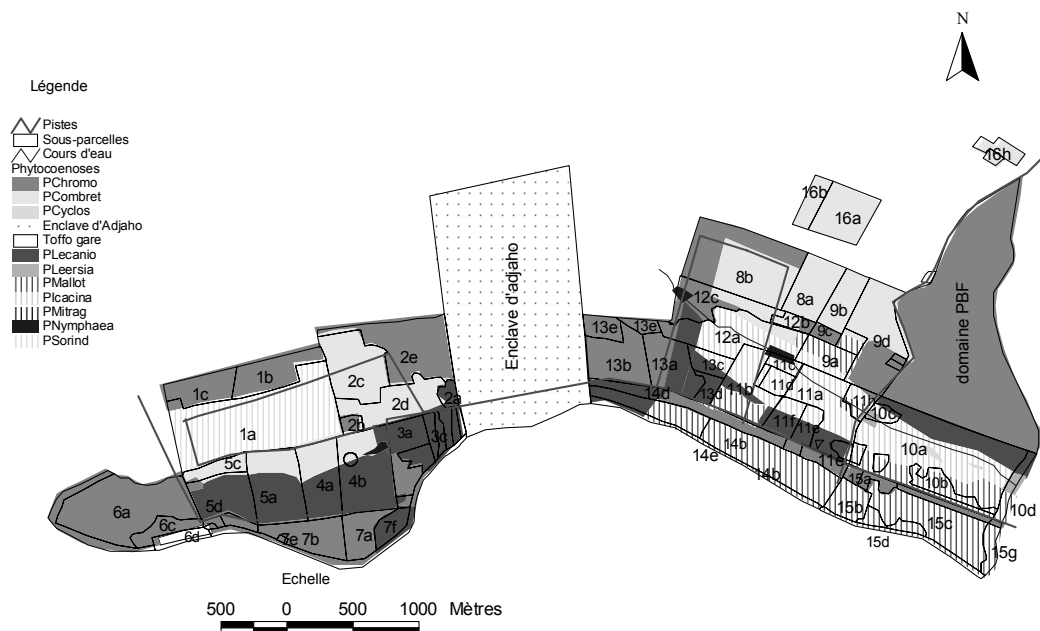 N
Légende
Pistes
Sous-parcelles
Cours d'eau
Phytocoenoses
PChromo
PCombret
PCyclos
Enclave d'Adjaho
Toffo gare
PLecanio
PLeersia
PMallot
PIcacina
PMitrag
PNymphaea
PSorind
Enclave d'adjaho
domaine PBF
16h
16b
16a
8b
8a
9b
12c
12b
9c
9d
13e
13e
12a
9a
2e
13b
13a
13c
11c
11d
11a
2c
1b
1c
2a
2d
14d
13d
11b
11h
10c
2b
1a
3a
3c
11f
11e
10a
5c
14b
14e
14b
11e
15a
10b
5a
4a
4b
10d
6a
5d
15b
15c
6c
6d
7e
7b
7a
7f
15d
15g
Echelle
500 0 500 1000 Mètres